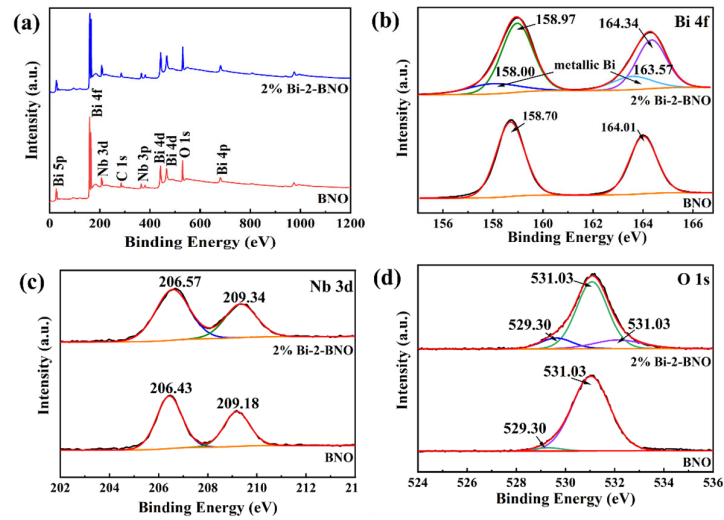 (a)
Intensity (a.u.)
2% Bi-2-BNO
Bi 5p
Bi 4f
Nb 3d
C 1s
Nb 3p
Bi 4d
Bi 4d
O 1s
Bi 4p
BNO
0 200 400 600 800 1000 1200
Binding Energy (eV)
(b)
Bi 4f
Intensity (a.u.)
158.97
164.34
158.00
metallic Bi
163.57
2% Bi-2-BNO
158.70
164.01
BNO
156 158 160 162 164 166
Binding Energy (eV)
(c)
Nb 3d
Intensity (a.u.)
206.57
209.34
2% Bi-2-BNO
206.43
209.18
BNO
202 204 206 208 210 212 21
Binding Energy (eV)
(d)
O 1s
Intensity (a.u.)
531.03
529.30
531.03
2% Bi-2-BNO
531.03
529.30
BNO
524 526 528 530 532 534 536
Binding Energy (eV)